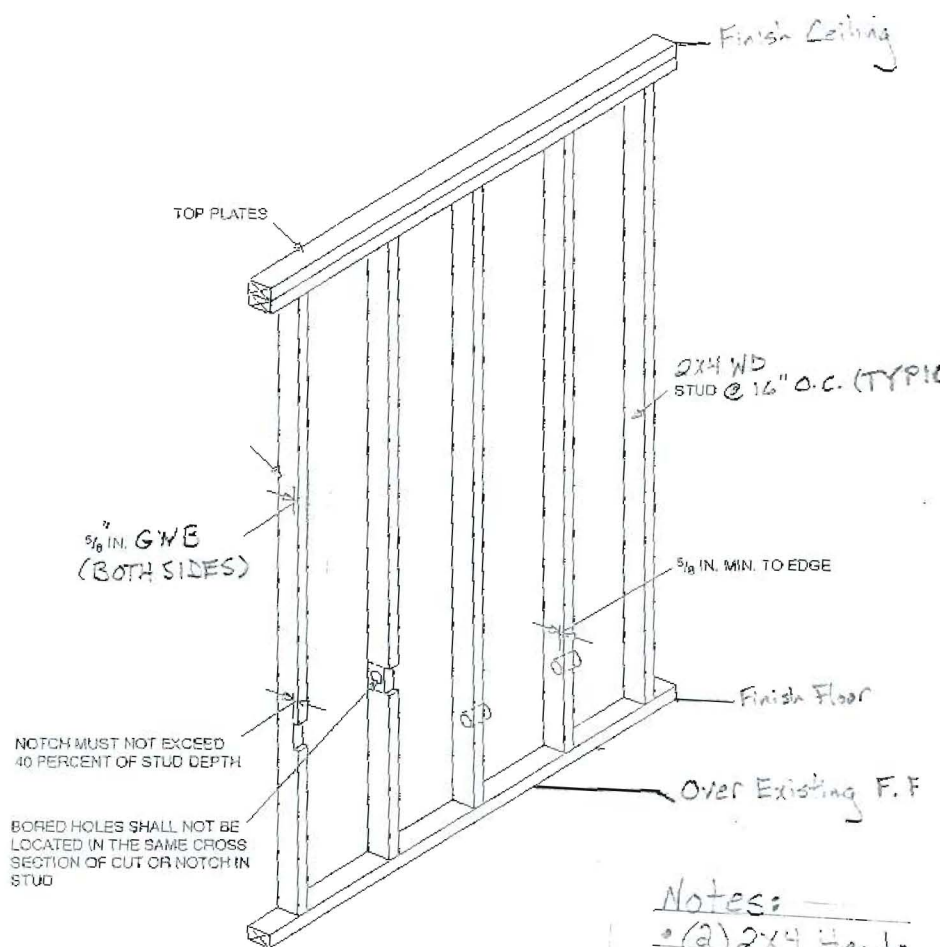 Finish Ceiling
TOP PLATES
2X4 WD
STUD @ 16" O.C.
5/8" IN. GWB
(BOTH SIDES)
5/8 IN. MIN. TO EDGE
Finish Floor
NOTCH MUST NOT EXCEED
40 PERCENT OF STUD DEPTH
Over Existing F.F
BORED HOLES SHALL NOT BE
LOCATED IN THE SAME CROSS
SECTION OF CUT OR NOTCH IN
STUD
Notes:
• (2) 2x4